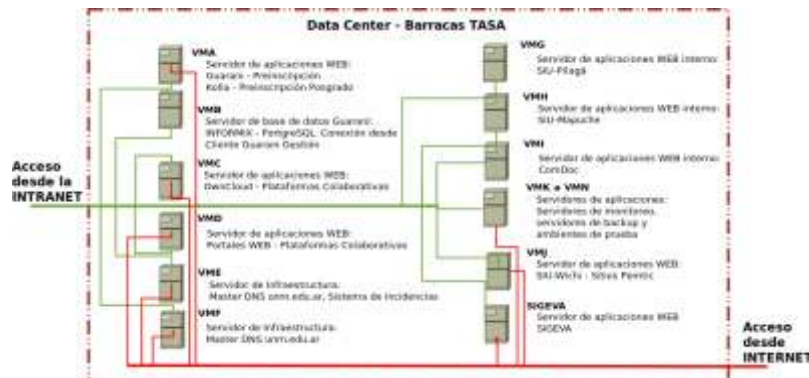 Data Center - Barracas TASA
VMA
Servidor de aplicaciones WEB:
Guarani - Preinscripción
Kolla - Preinscripción Posgrado
VMB
Servidor de base de datos Guaraní:
INFORMIX - PortgreSQL. Conexión desde
Cliente Guaraní Gestión
VMC
Servidor de aplicaciones WEB:
OwnCloud - Plataformas Colaborativas
VMD
Servidor de aplicaciones WEB:
Portales WEB - Plataformas Colaborativas
VME
Servidor de Infraestructura:
Master DNS unm.edu.ar, Sistema de Incidencias
VMF
Servidor de Infraestructura:
Master DNS unm.edu.ar
VMG
Servidor de aplicaciones WEB interno:
SIU-Pilagá
VMH
Servidor de aplicaciones WEB interno:
SIU-Mapuche
VMI
Servidor de aplicaciones WEB interno:
ComDoc
VMK a VMN
Servidores de aplicaciones:
Servidores de monitoreo,
servidores de backup y
ambientes de prueba
VMJ
Servidor de aplicaciones WEB:
SIU-Wichi - Sitios
SIGEVA
Servidor de aplicaciones WEB
SIGEVA
Acceso
desde la
INTRANET
Acceso
desde
INTERNET